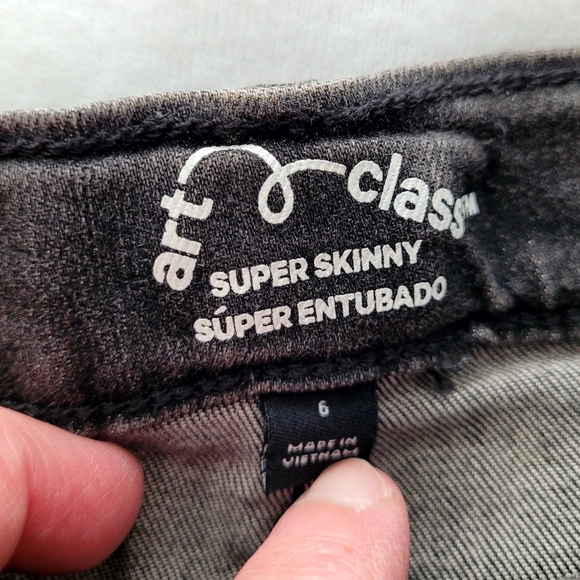 art class™
SUPER SKINNY
SÚPER ENTUBADO
6
MADE IN
VIETNAM